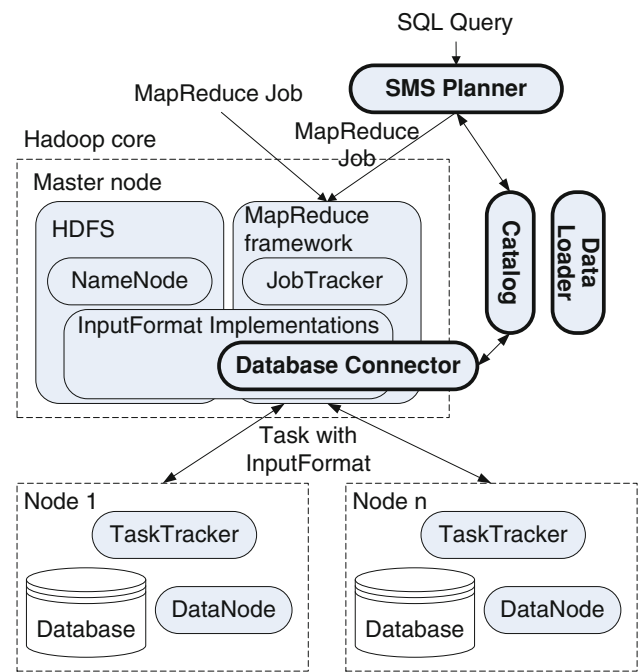 SQL Query
SMS Planner
MapReduce Job
MapReduce
Job
Hadoop core
Master node
HDFS
MapReduce
framework
NameNode
JobTracker
InputFormat Implementations
Database Connector
Catalog
Data
Loader
Task with
InputFormat
Node 1
TaskTracker
DataNode
Database
Node n
TaskTracker
DataNode
Database